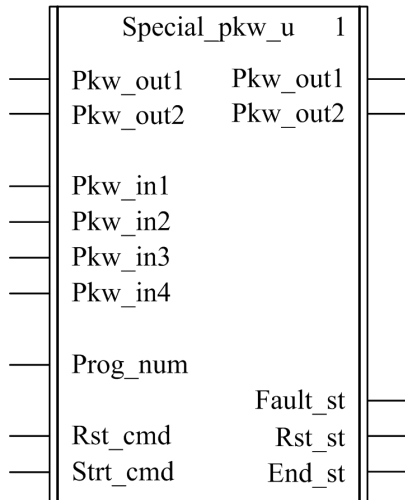 Special_pkw_u 1
Pkw_out1 Pkw_out1
Pkw_out2 Pkw_out2
Pkw_in1
Pkw_in2
Pkw_in3
Pkw_in4
Prog_num
Fault_st
Rst_cmd Rst_st
Strt_cmd End_st